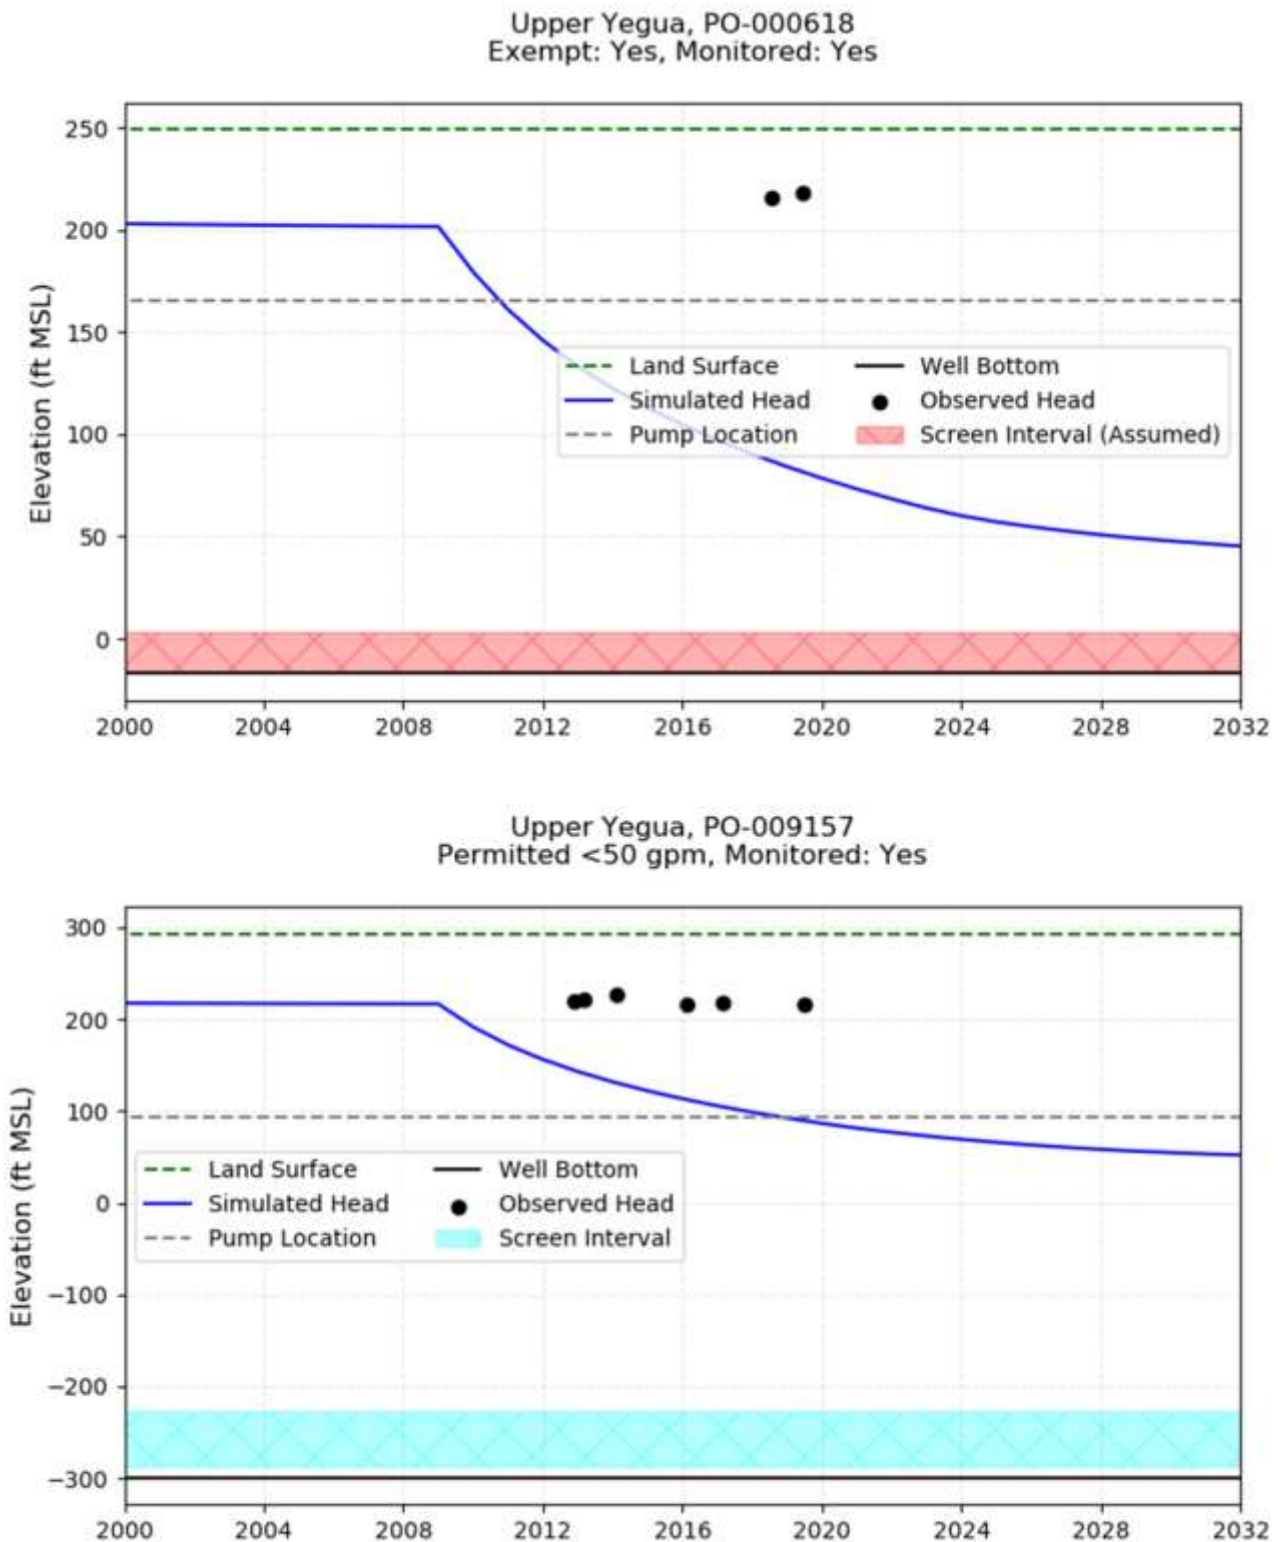 Upper Yegua, PO-000618
Exempt: Yes, Monitored: Yes
Elevation (ft MSL)
250
200
150
100
50
0
Land Surface
Simulated Head
Pump Location
Well Bottom
Observed Head
Screen Interval (Assumed)
2000 2004 2008 2012 2016 2020 2024 2028 2032
Upper Yegua, PO-009157
Permitted <50 gpm, Monitored: Yes
Elevation (ft MSL)
300
200
100
0
−100
−200
−300
Land Surface
Simulated Head
Pump Location
Well Bottom
Observed Head
Screen Interval
2000 2004 2008 2012 2016 2020 2024 2028 2032